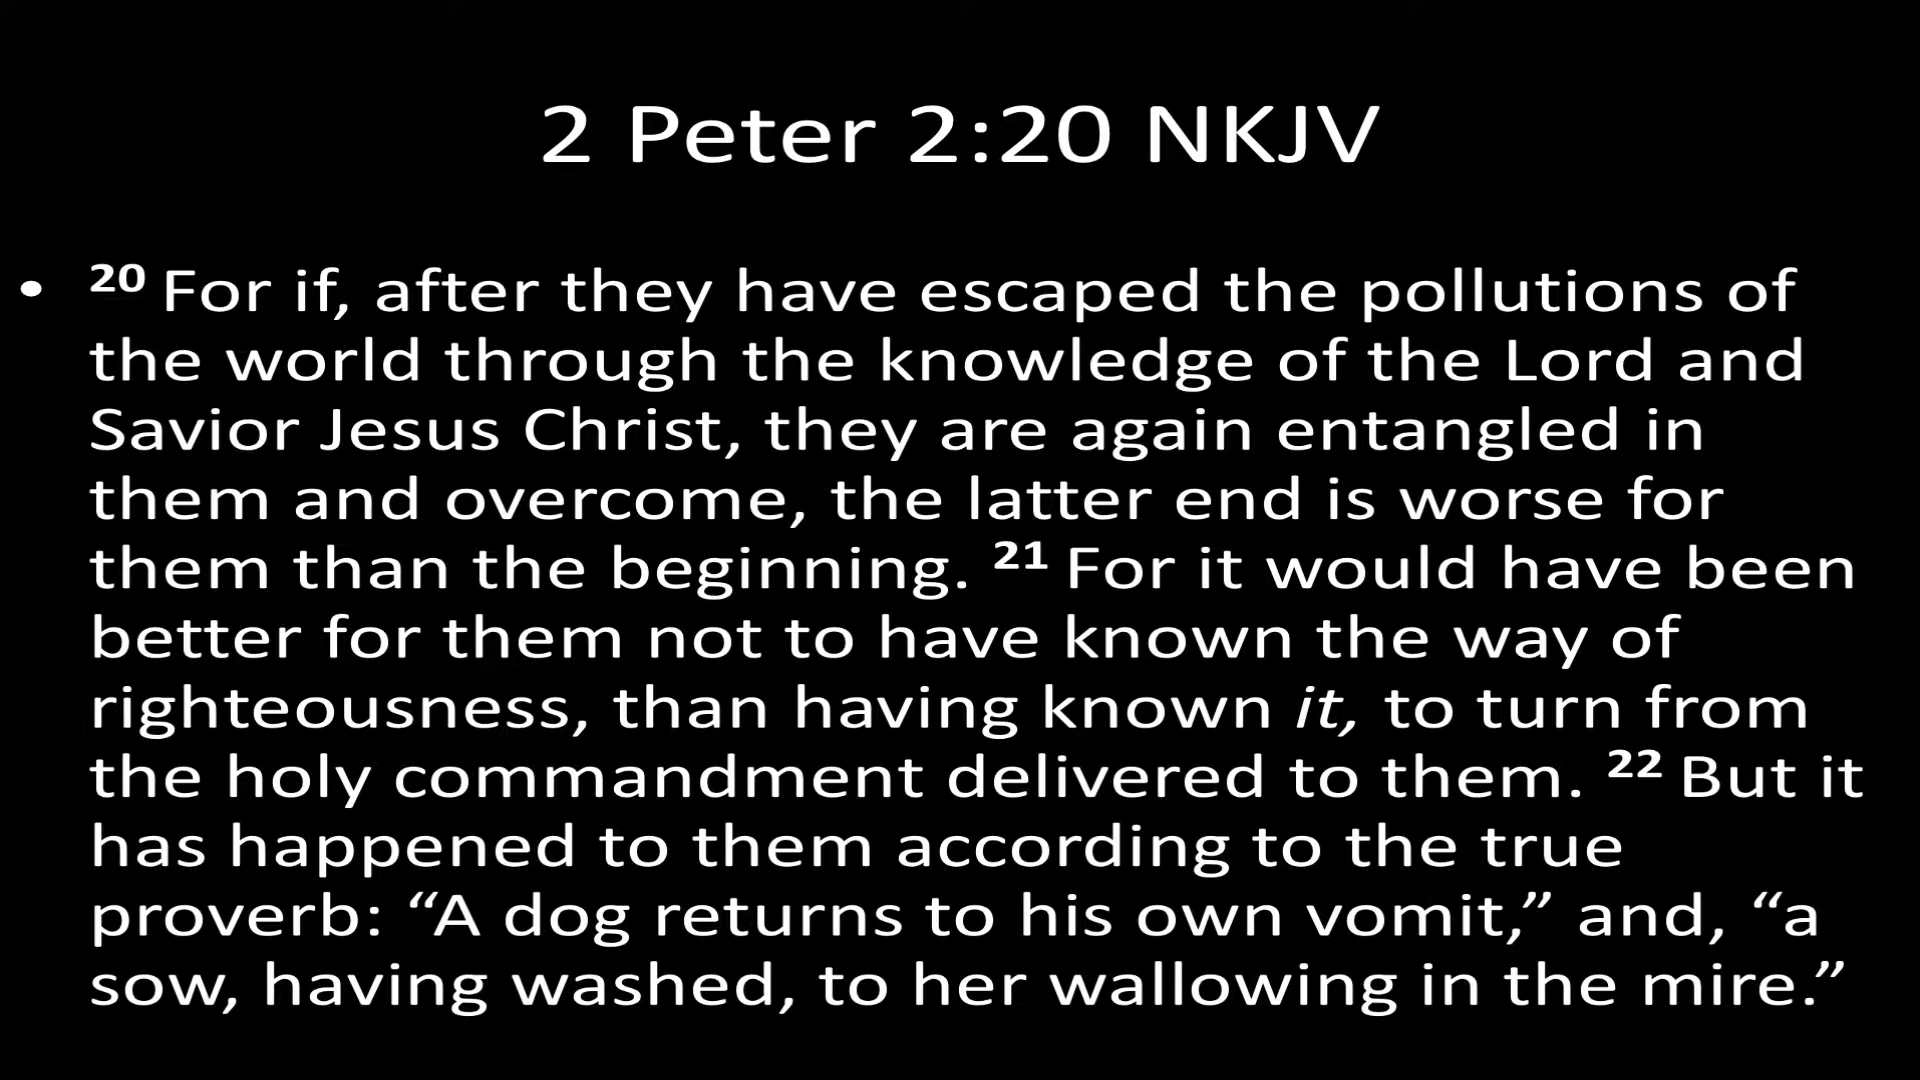 2 Peter 2:20 NKJV
• ²⁰ For if, after they have escaped the pollutions of
the world through the knowledge of the Lord and
Savior Jesus Christ, they are again entangled in
them and overcome, the latter end is worse for
them than the beginning. ²¹ For it would have been
better for them not to have known the way of
righteousness, than having known it, to turn from
the holy commandment delivered to them. ²² But it
has happened to them according to the true
proverb: “A dog returns to his own vomit,” and, “a
sow, having washed, to her wallowing in the mire.”